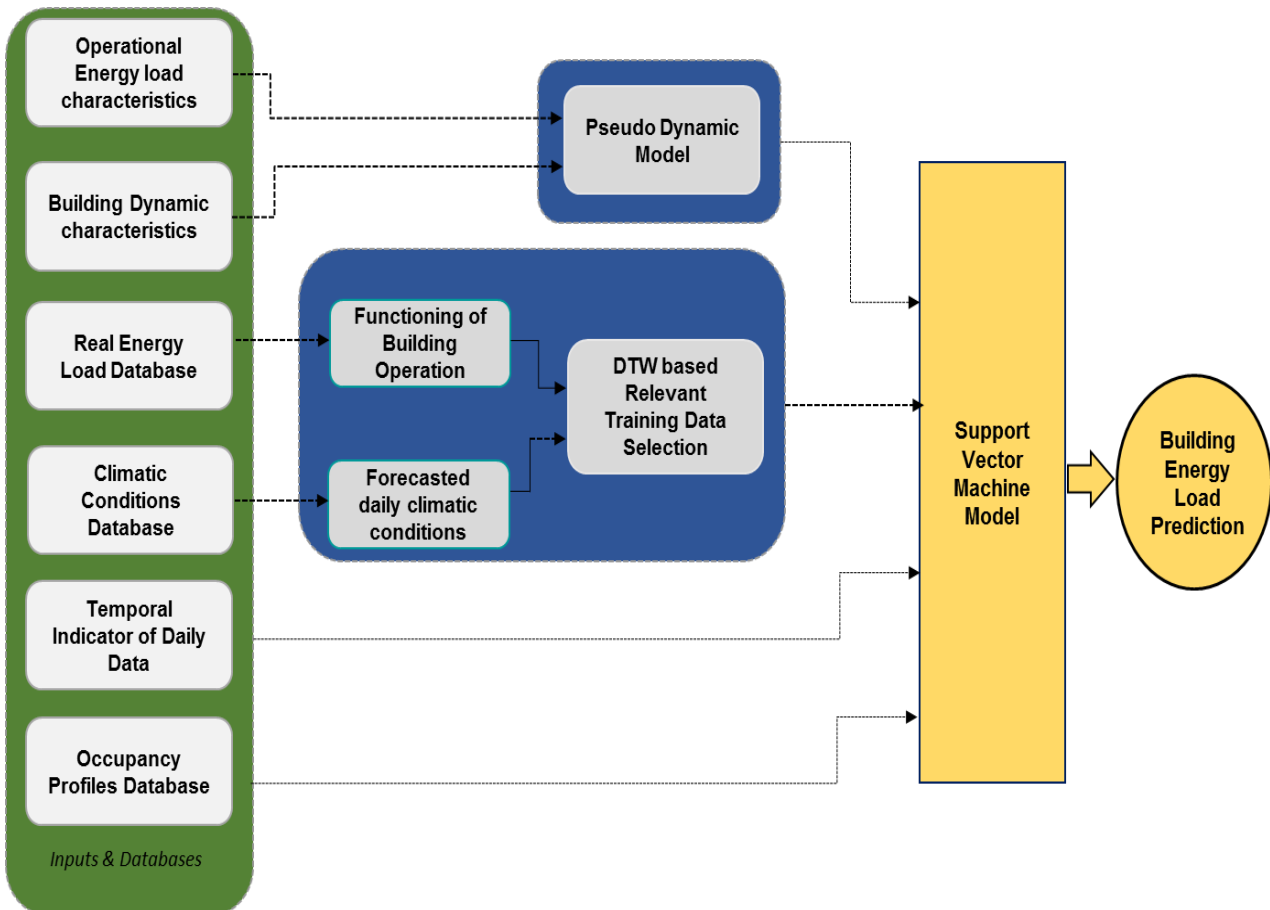 Operational
Energy load
characteristics
Building Dynamic
characteristics
Real Energy
Load Database
Climatic
Conditions
Database
Temporal
Indicator of Daily
Data
Occupancy
Profiles Database
Inputs & Databases
Pseudo Dynamic
Model
Functioning of
Building
Operation
Forecasted
daily climatic
conditions
DTW based
Relevant
Training Data
Selection
Support
Vector
Machine
Model
Building
Energy
Load
Prediction